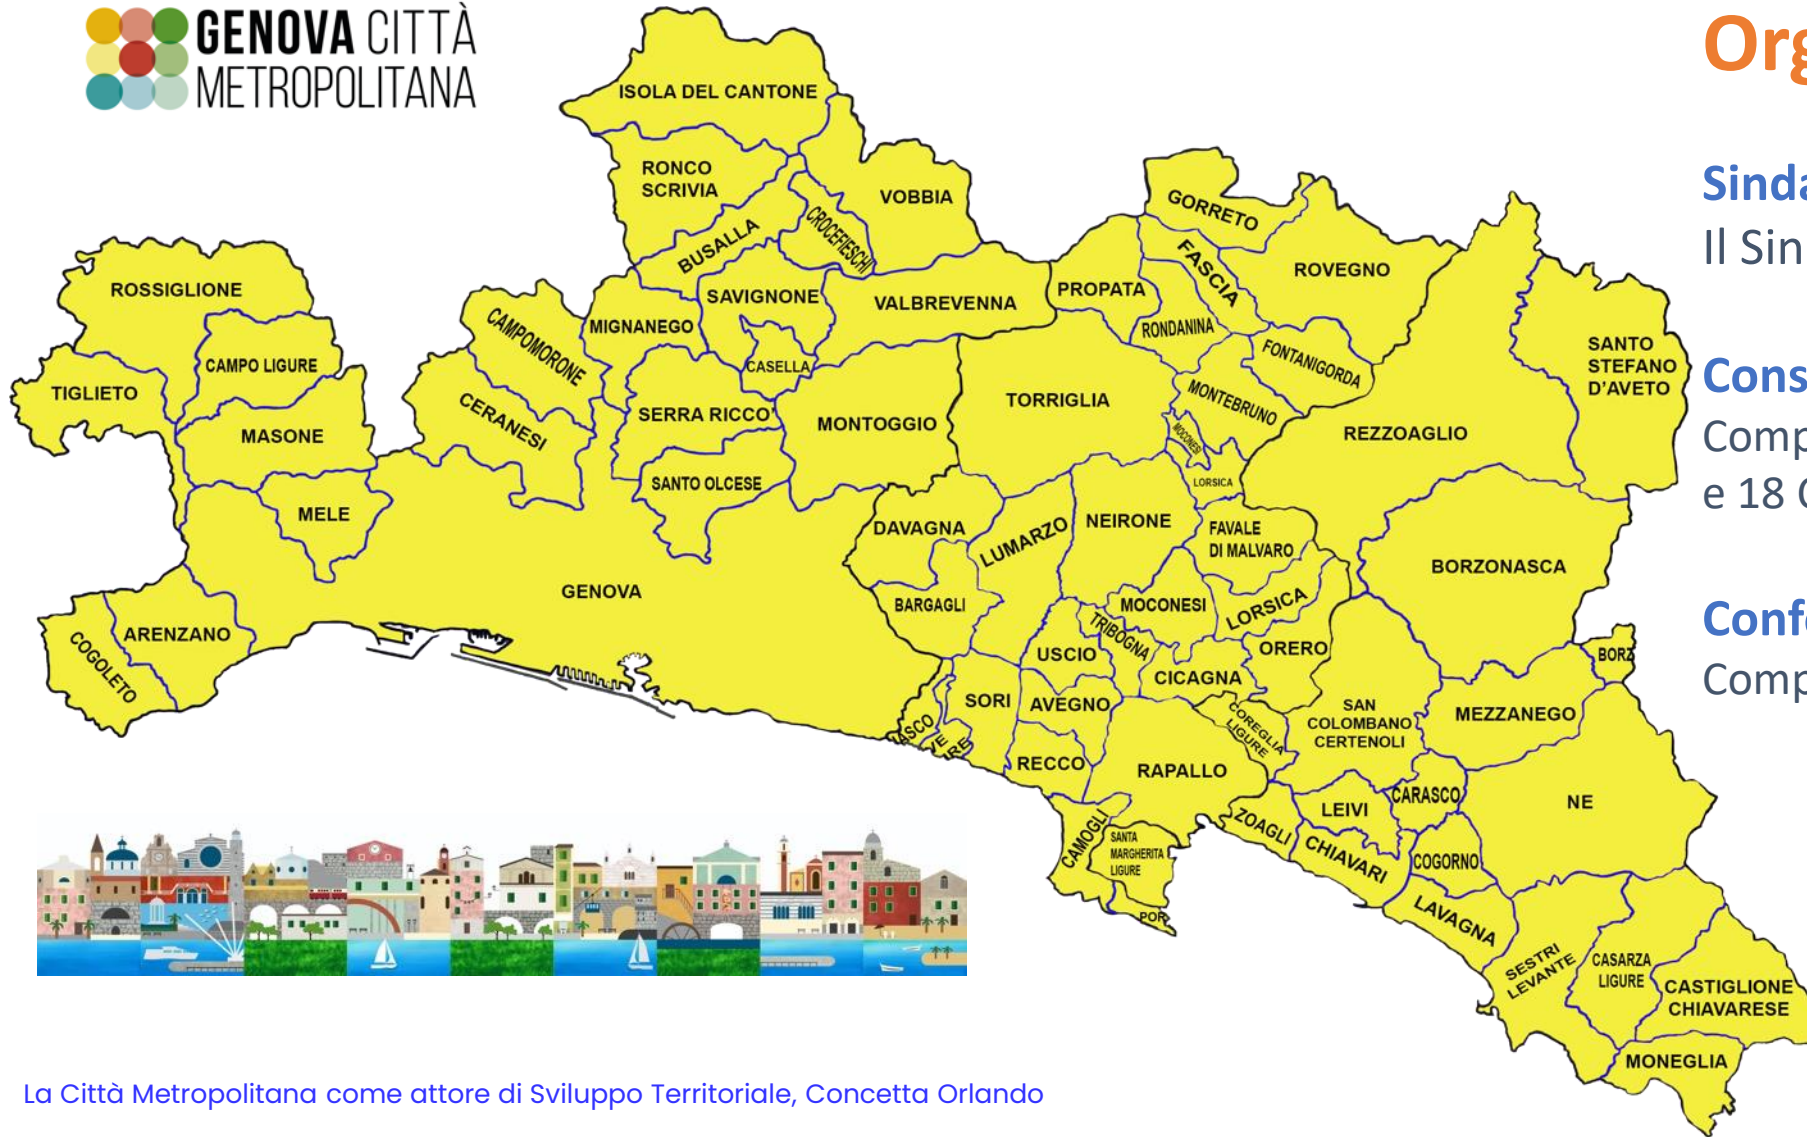 GENOVA CITTÀ
METROPOLITANA
ISOLA DEL CANTONE
RONCO
SCRIVIA
VOBBIA
CROCEFIESCHI
BUSALLA
GORRETO
FASCIA
ROVEGNO
PROPATA
RONDANINA
FONTANIGORDA
MONTEBRUNO
SANTO
STEFANO
D'AVETO
REZZOAGLIO
ROSSIGLIONE
CAMPO LIGURE
TIGLIETO
MASONE
MELE
CAMPOMORONE
CERANESI
MIGNANEGO
SAVIGNONE
CASELLA
VALBREVENNA
SERRA RICCO'
SANTO OLCESE
MONTOGGIO
TORRIGLIA
MOCONESI
LORSICA
DAVAGNA
LUMARZO
NEIRONE
FAVALE
DI MALVARO
BORZONASCA
GENOVA
BARGAGLI
MOCONESI
LORSICA
TRIBOGNA
USCIO
CICAGNA
ORERO
BORZ
ARENZANO
COGOLETO
SORI
AVEGNO
COREGLIA
LIGURE
SAN
COLOMBANO
CERTENOLI
MEZZANEGO
RECCO
RAPALLO
NE
CAMOGLI
SANTA
MARGHERITA
LIGURE
ZOAGLI
LEIVI
CARASCO
CHIAVARI
COGORNO
LAVAGNA
SESTRI
LEVANTE
CASARZA
LIGURE
CASTIGLIONE
CHIAVARESE
MONEGLIA
Org
Sinda
Il Sin
Cons
Comp
e 18
Conf
Comp
La Città Metropolitana come attore di Sviluppo Territoriale, Concetta Orlando